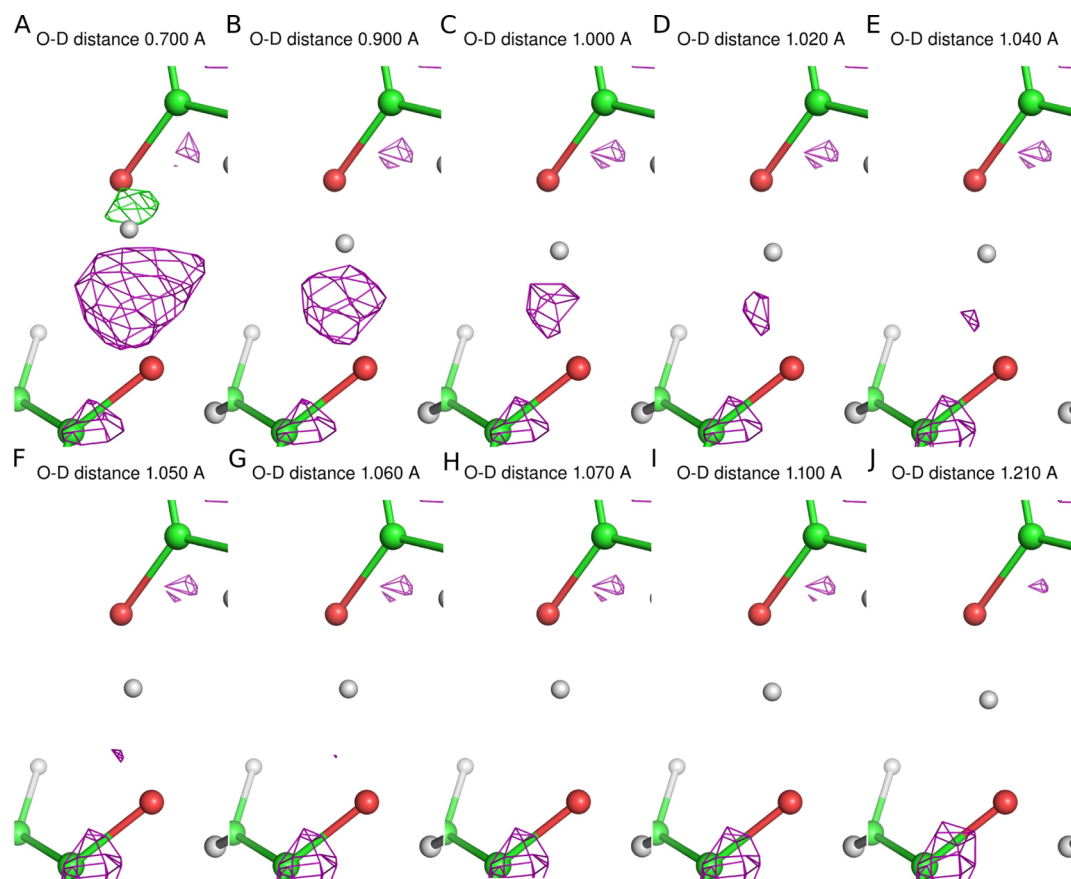 A O-D distance 0.700 A
B O-D distance 0.900 A
C O-D distance 1.000 A
D O-D distance 1.020 A
E O-D distance 1.040 A
F O-D distance 1.050 A
G O-D distance 1.060 A
H O-D distance 1.070 A
I O-D distance 1.100 A
J O-D distance 1.210 A